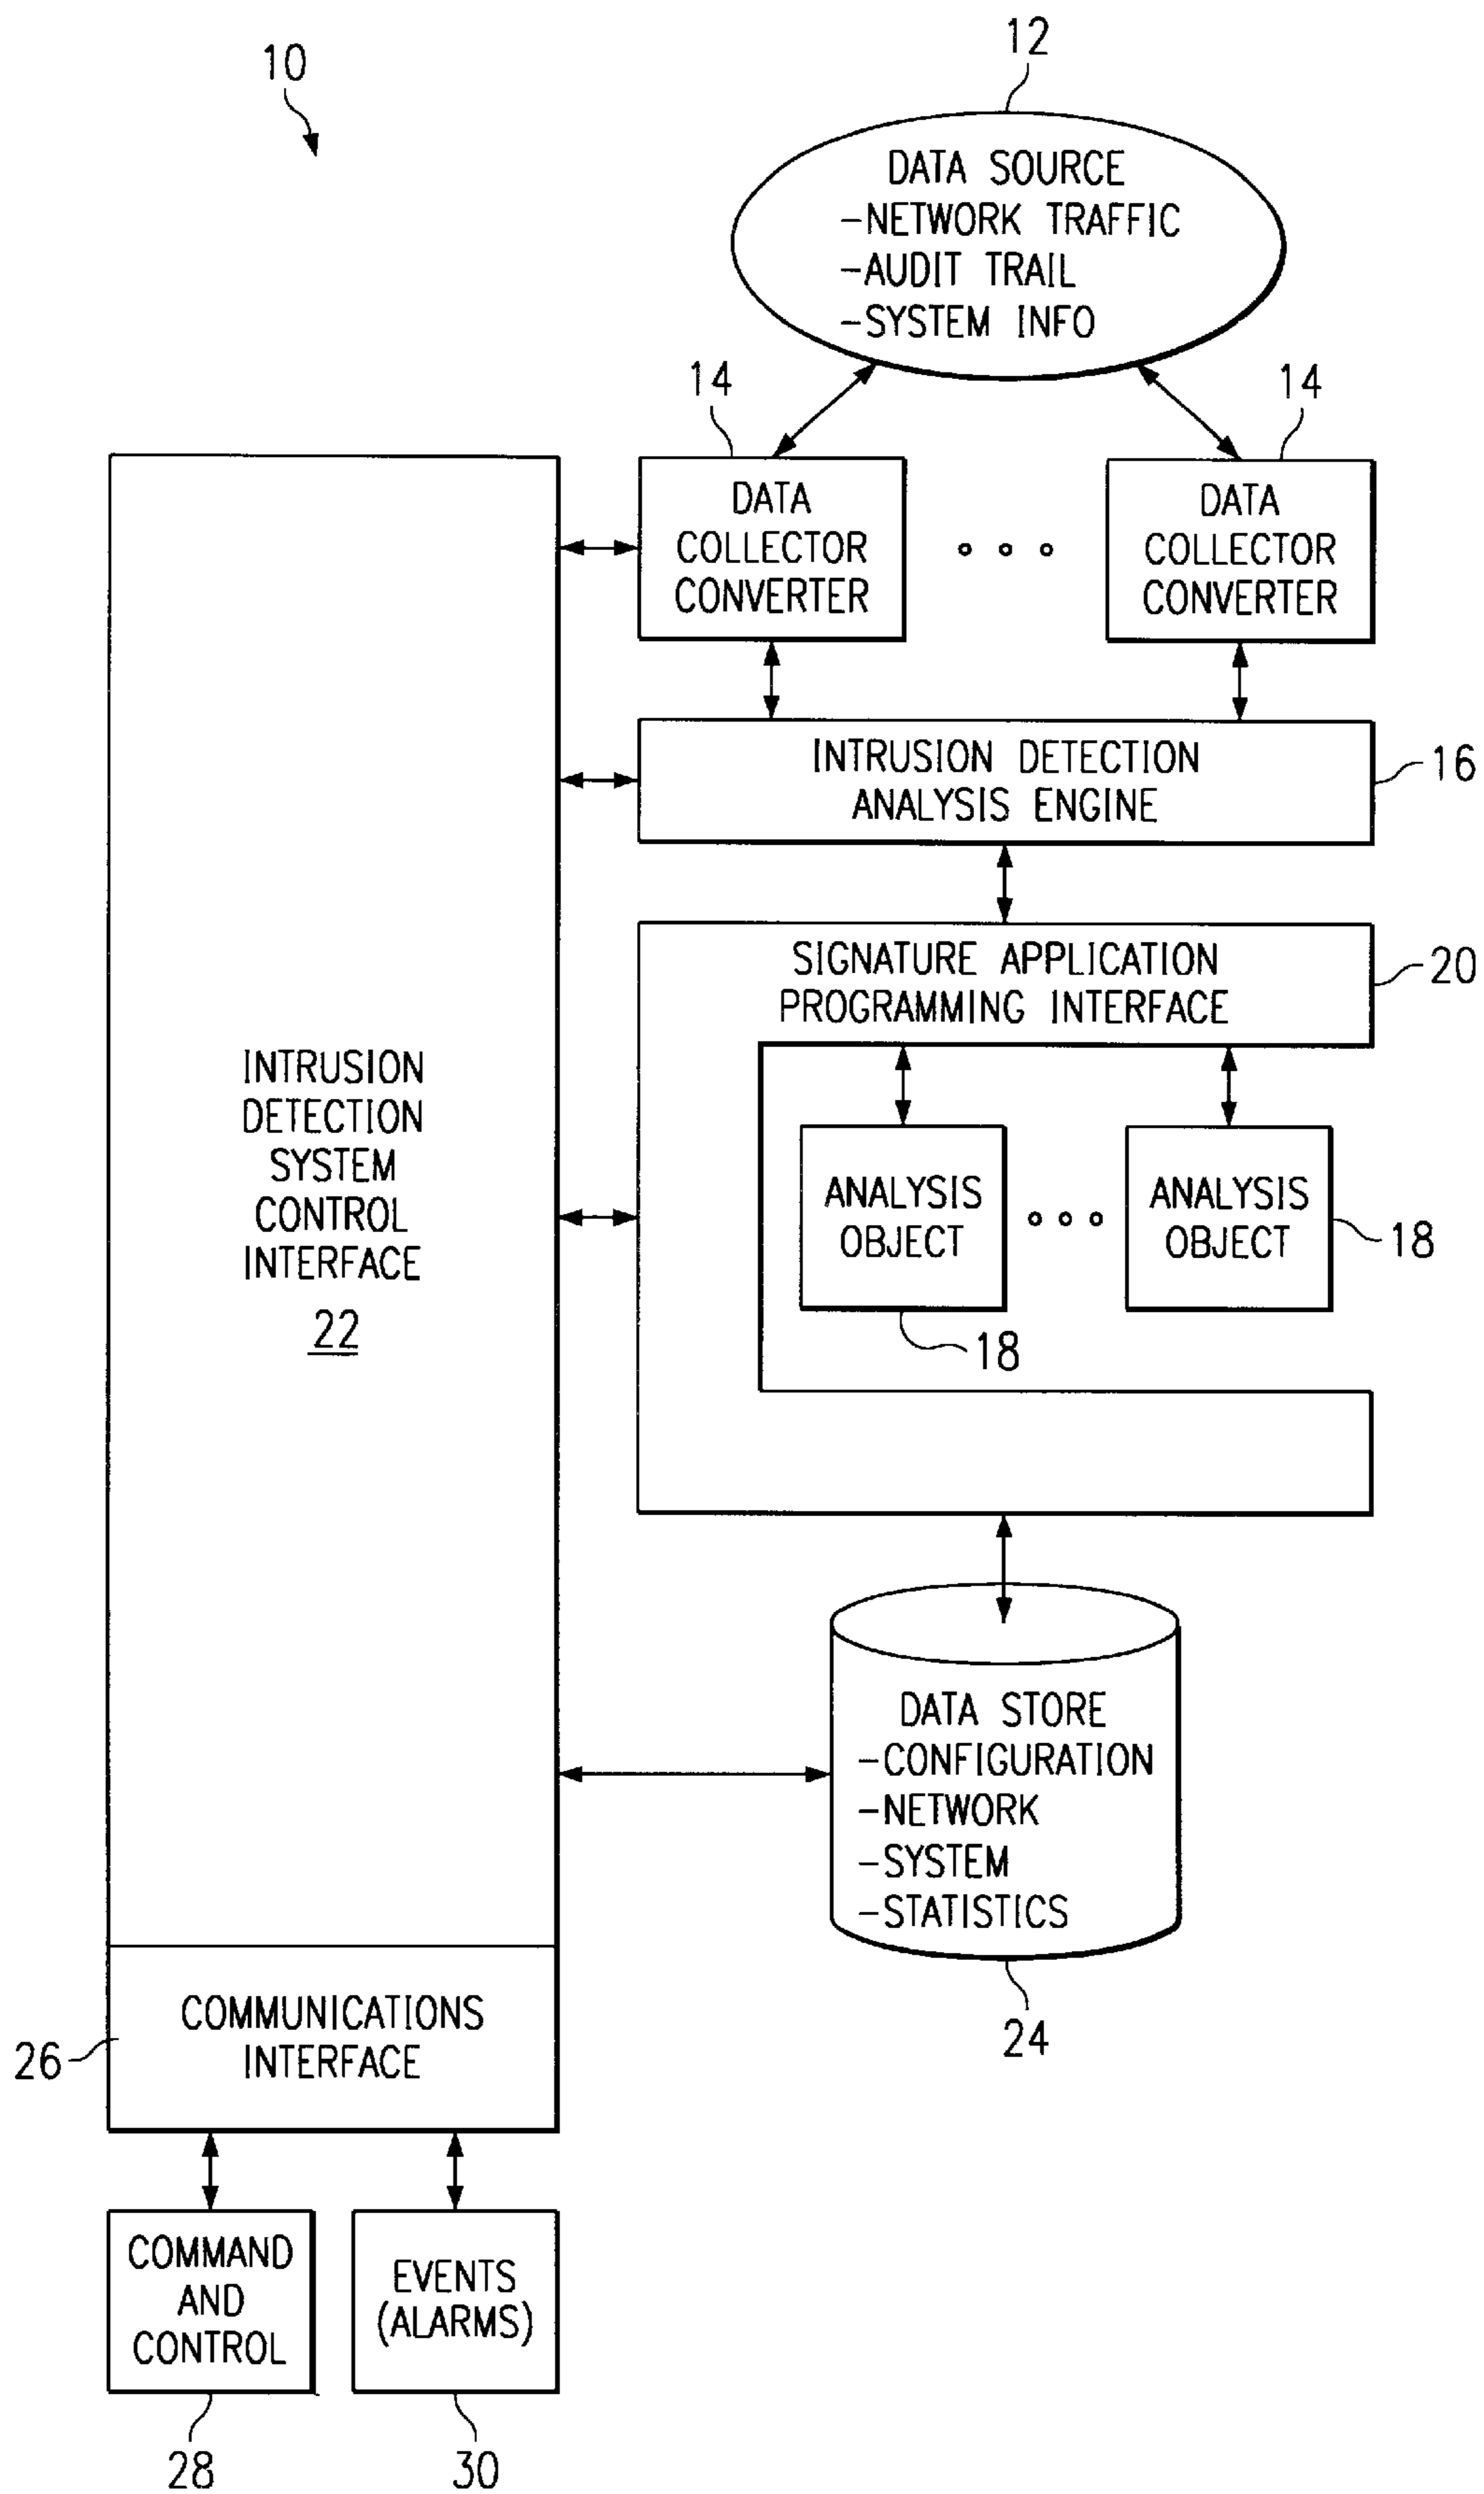 10
12
DATA SOURCE
-NETWORK TRAFFIC
-AUDIT TRAIL
-SYSTEM INFO
14
14
DATA
COLLECTOR
CONVERTER
DATA
COLLECTOR
CONVERTER
INTRUSION DETECTION
ANALYSIS ENGINE
16
SIGNATURE APPLICATION
PROGRAMMING INTERFACE
20
INTRUSION
DETECTION
SYSTEM
CONTROL
INTERFACE
22
ANALYSIS
OBJECT
18
ANALYSIS
OBJECT
18
DATA STORE
-CONFIGURATION
-NETWORK
-SYSTEM
-STATISTICS
24
COMMUNICATIONS
INTERFACE
26
COMMAND
AND
CONTROL
28
EVENTS
(ALARMS)
30